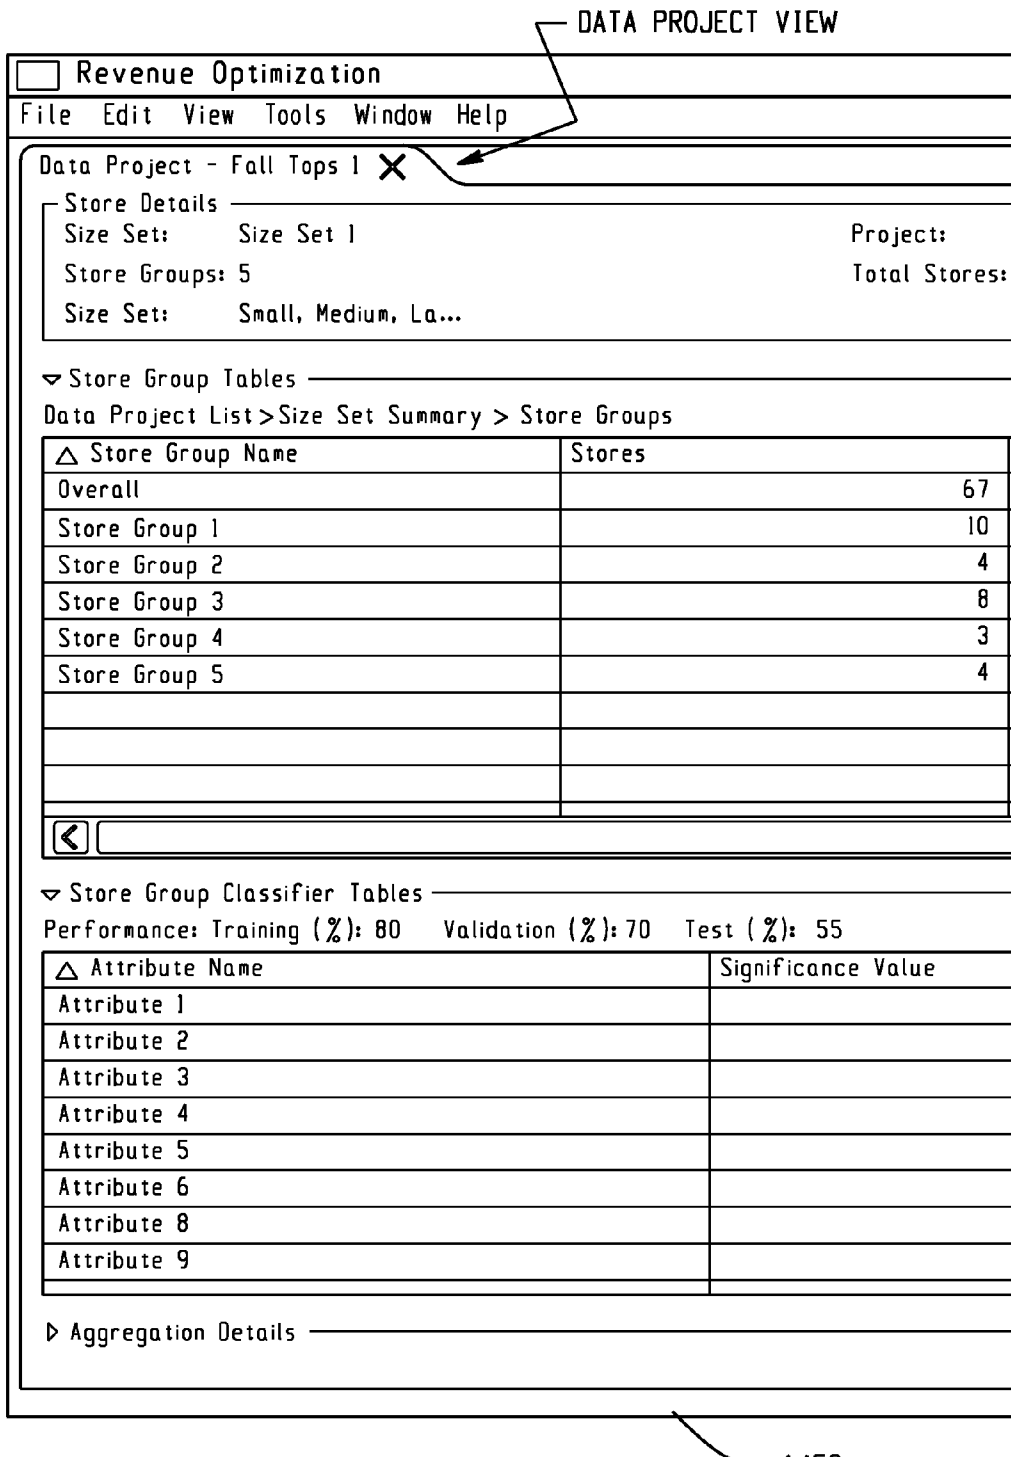 DATA PROJECT VIEW
Revenue Optimization
File Edit View Tools Window Help
Data Project - Fall Tops 1 X
Store Details
Size Set: Size Set 1 Project:
Store Groups: 5 Total Stores:
Size Set: Small, Medium, La...
Store Group Tables
Data Project List > Size Set Summary > Store Groups
Store Group Name Stores
Overall 67
Store Group 1 10
Store Group 2 4
Store Group 3 8
Store Group 4 3
Store Group 5 4
Store Group Classifier Tables
Performance: Training (%): 80 Validation (%): 70 Test (%): 55
Attribute Name Significance Value
Attribute 1
Attribute 2
Attribute 3
Attribute 4
Attribute 5
Attribute 6
Attribute 8
Attribute 9
Aggregation Details